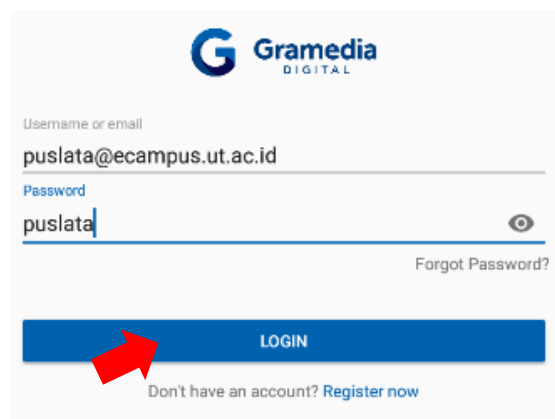 Gramedia
DIGITAL
Username or email
puslata@ecampus.ut.ac.id
Password
puslata
Forgot Password?
LOGIN
Don't have an account? Register now